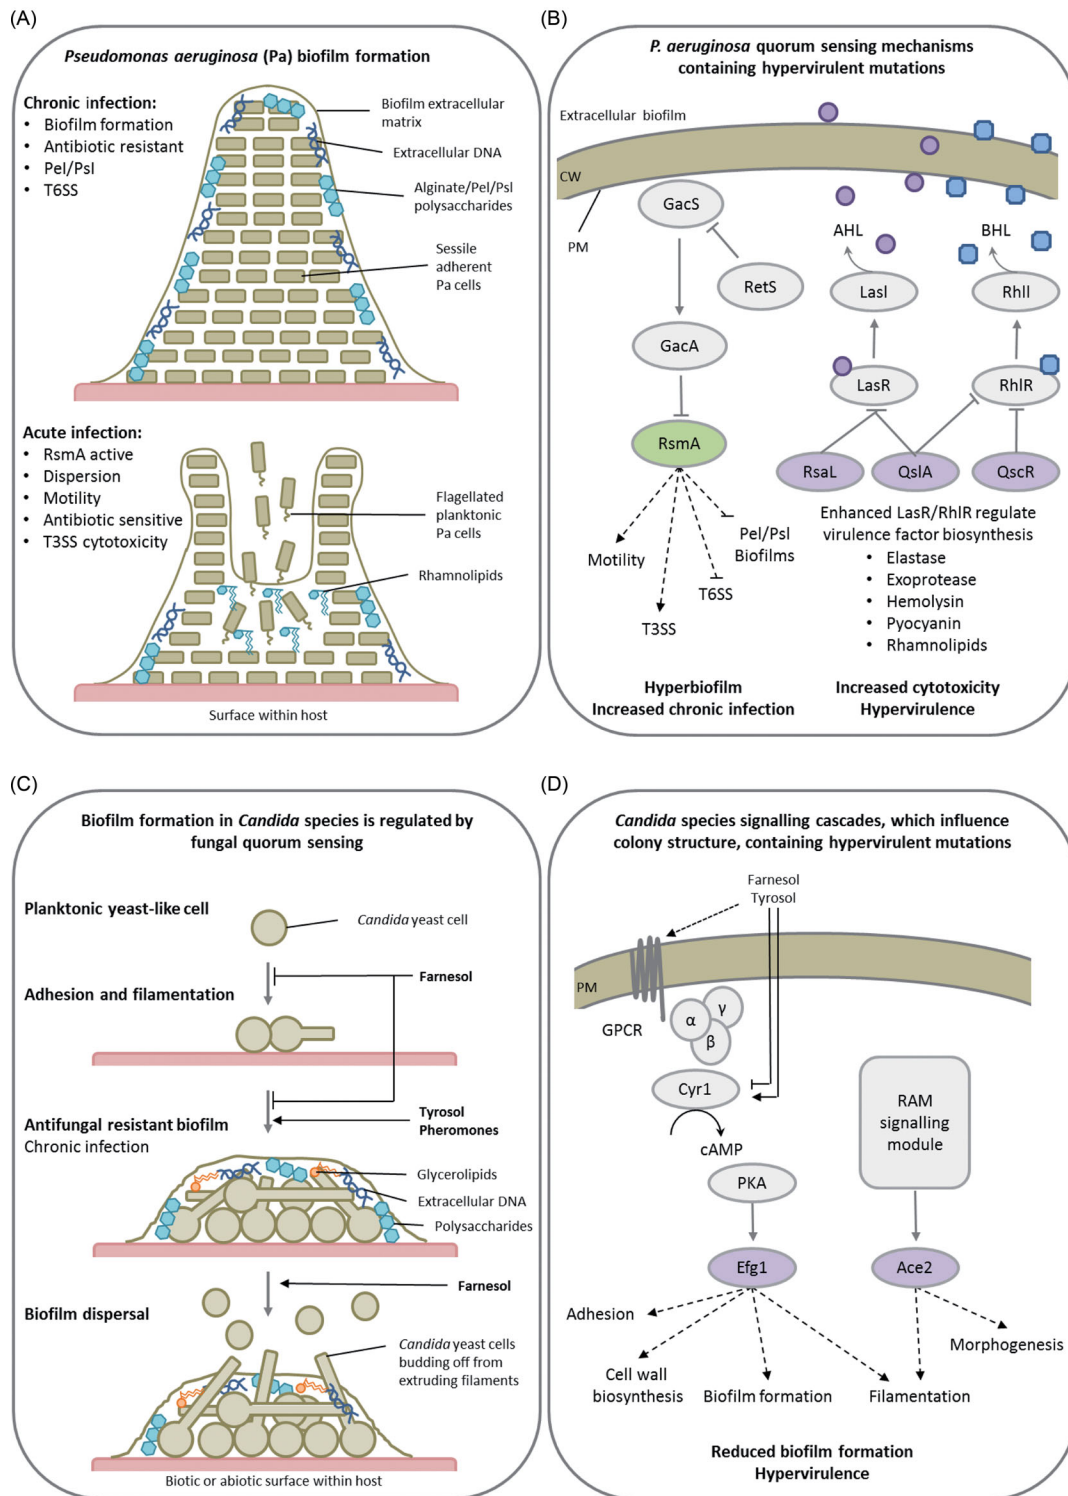 (A)
Pseudomonas aeruginosa (Pa) biofilm formation
Chronic infection:
• Biofilm formation
• Antibiotic resistant
• Pel/Psl
• T6SS
Biofilm extracellular
matrix
Extracellular DNA
Alginate/Pel/Psl
polysaccharides
Sessile
adherent
Pa cells
Acute infection:
• RsmA active
• Dispersion
• Motility
• Antibiotic sensitive
• T3SS cytotoxicity
Flagellated
planktonic
Pa cells
Rhamnolipids
Surface within host
(B)
P. aeruginosa quorum sensing mechanisms
containing hypervirulent mutations
Extracellular biofilm
CW
PM
GacS
RetS
GacA
RsmA
Motility
T3SS
T6SS
Pel/Psl
Biofilms
Hyperbiofilm
Increased chronic infection
AHL
BHL
LasI
RhlI
LasR
RhlR
RsaL
QslA
QscR
Enhanced LasR/RhlR regulate
virulence factor biosynthesis
• Elastase
• Exoprotease
• Hemolysin
• Pyocyanin
• Rhamnolipids
Increased cytotoxicity
Hypervirulence
(C)
Biofilm formation in Candida species is regulated by
fungal quorum sensing
Planktonic yeast-like cell
Candida yeast cell
Farnesol
Adhesion and filamentation
Tyrosol
Pheromones
Antifungal resistant biofilm
Chronic infection
Glycerolipids
Extracellular DNA
Polysaccharides
Farnesol
Biofilm dispersal
Candida yeast cells
budding off from
extruding filaments
Biotic or abiotic surface within host
(D)
Candida species signalling cascades, which influence
colony structure, containing hypervirulent mutations
Farnesol
Tyrosol
PM
GPCR
α
γ
β
Cyr1
cAMP
PKA
RAM
signalling
module
Efg1
Ace2
Adhesion
Cell wall
biosynthesis
Biofilm formation
Filamentation
Morphogenesis
Reduced biofilm formation
Hypervirulence